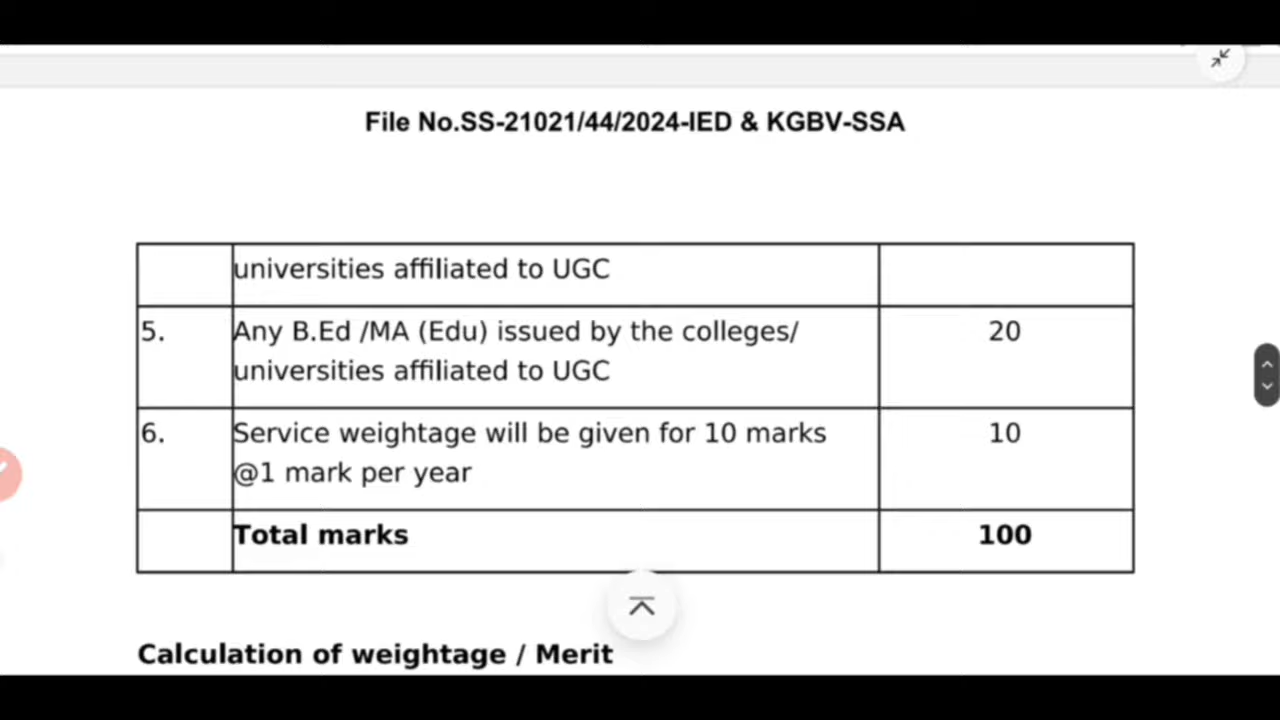 File No.SS-21021/44/2024-IED & KGBV-SSA
universities affiliated to UGC
5. Any B.Ed /MA (Edu) issued by the colleges/ 20
universities affiliated to UGC
6. Service weightage will be given for 10 marks 10
@1 mark per year
Total marks 100
Calculation of weightage / Merit